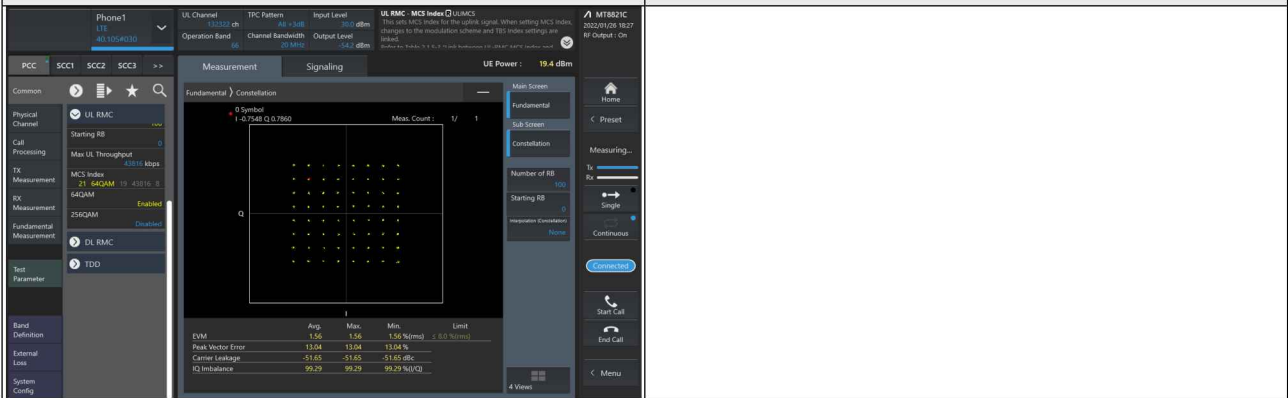 Phone1
LTE
40.105#030
UL Channel
132322 ch
TPC Pattern
All +3dB
Input Level
30.0 dBm
Operation Band
66
Channel Bandwidth
20 MHz
Output Level
-54.2 dBm
UL RMC - MCS Index ULIMCS
This sets MCS index for the uplink signal. When setting MCS index,
changes to the modulation scheme and TBS index settings are
linked.
MT8821C
2022/01/26 18:27
RF Output : On
PCC SCC1 SCC2 SCC3 >>
Measurement
Signaling
UE Power : 19.4 dBm
Common
Physical
Channel
Call
Processing
TX
Measurement
RX
Measurement
Fundamental
Measurement
Test
Parameter
Band
Definition
External
Loss
System
Config
UL RMC
100
Starting RB
0
Max UL Throughput
43816 kbps
MCS Index
21 64QAM 19 43816 8
64QAM
Enabled
256QAM
Disabled
DL RMC
TDD
Fundamental 〉 Constellation
0 Symbol
I -0.7548 Q 0.7860
Meas. Count : 1/ 1
Q
I
Avg. Max. Min. Limit
EVM 1.56 1.56 1.56 %(rms) ≤ 0.0 %(rms)
Peak Vector Error 13.04 13.04 13.04 %
Carrier Leakage -51.65 -51.65 -51.65 dBc
IQ Imbalance 99.29 99.29 99.29 %(I/Q)
Main Screen
Fundamental
Sub Screen
Constellation
Number of RB
100
Starting RB
0
Interpolation (Constellation)
None
4 Views
Home
< Preset
Measuring...
Tx
Rx
Single
Continuous
Connected
Start Call
End Call
< Menu